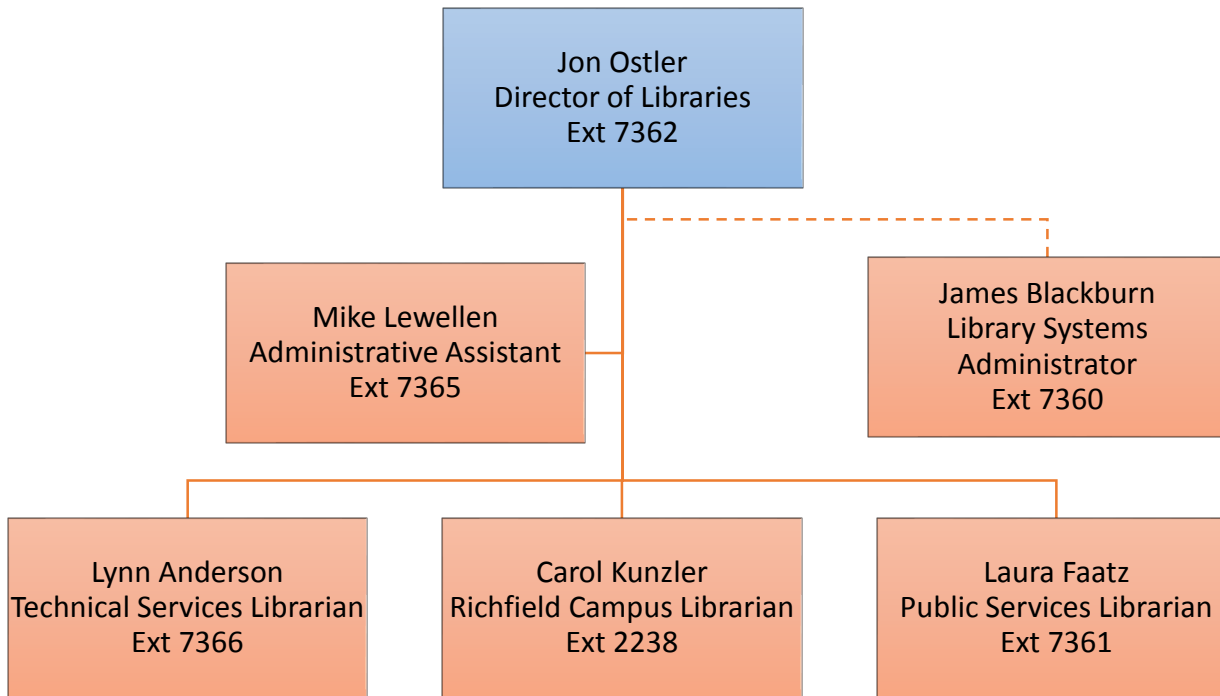 Jon Ostler
Director of Libraries
Ext 7362
Mike Lewellen
Administrative Assistant
Ext 7365
James Blackburn
Library Systems
Administrator
Ext 7360
Lynn Anderson
Technical Services Librarian
Ext 7366
Carol Kunzler
Richfield Campus Librarian
Ext 2238
Laura Faatz
Public Services Librarian
Ext 7361